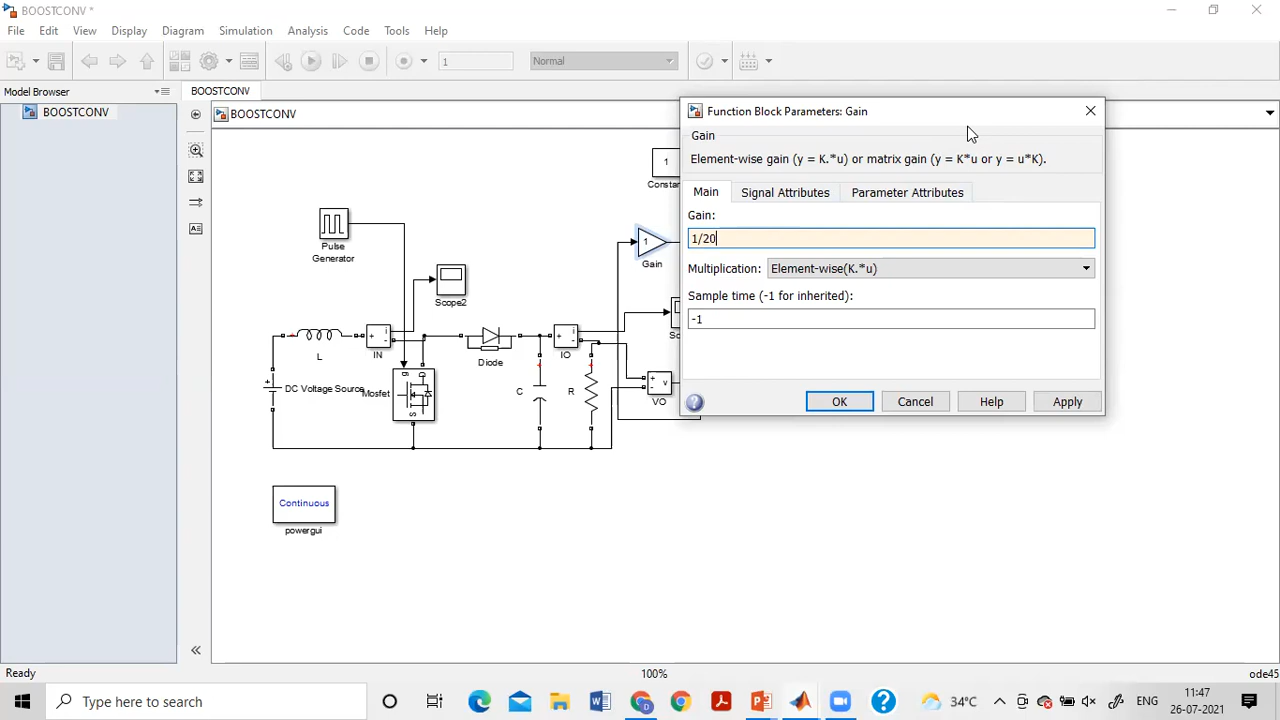 BOOSTCONV *
File Edit View Display Diagram Simulation Analysis Code Tools Help
1
Normal
Model Browser
BOOSTCONV
BOOSTCONV
BOOSTCONV
Function Block Parameters: Gain
Gain
Element-wise gain (y = K.*u) or matrix gain (y = K*u or y = u*K).
Main
Signal Attributes
Parameter Attributes
Gain:
1/20
Multiplication:
Element-wise(K.*u)
Sample time (-1 for inherited):
-1
OK
Cancel
Help
Apply
1
Pulse
Generator
1
Gain
Scope2
i
+
-
IN
L
DC Voltage Source
+
g
D
S
Mosfet
Diode
C
i
+
-
IO
R
+
-
v
VO
Continuous
powergui
Ready
100%
ode45
Type here to search
34°C
ENG
11:47
26-07-2021